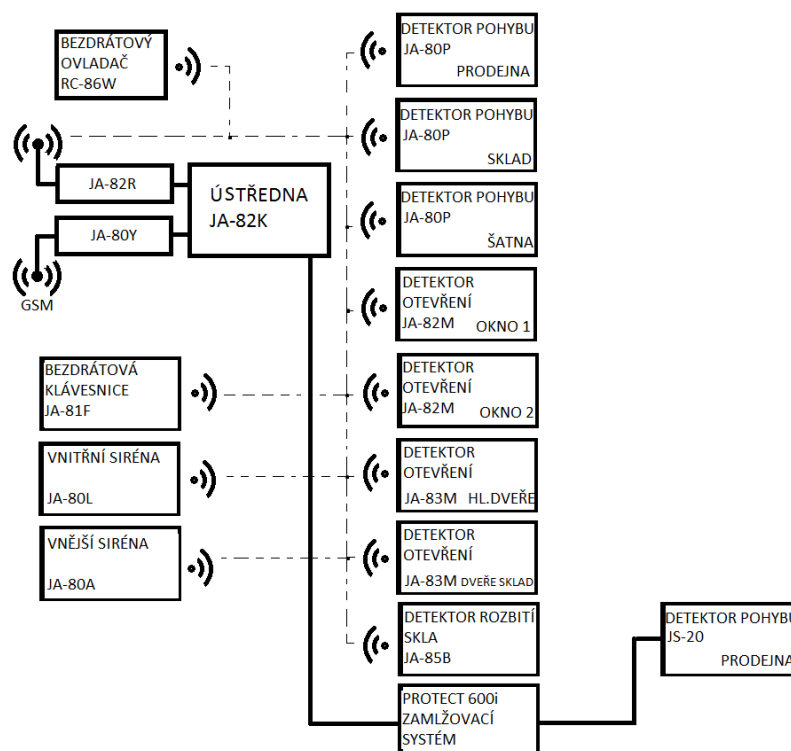 BEZDRÁTOVÝ
OVLADAČ
RC-86W
JA-82R
JA-80Y
GSM
ÚSTŘEDNA
JA-82K
BEZDRÁTOVÁ
KLÁVESNICE
JA-81F
VNITŘNÍ SIRÉNA
JA-80L
VNĚJŠÍ SIRÉNA
JA-80A
DETEKTOR POHYBU
JA-80P
PRODEJNA
DETEKTOR POHYBU
JA-80P
SKLAD
DETEKTOR POHYBU
JA-80P
ŠATNA
DETEKTOR
OTEVŘENÍ
JA-82M OKNO 1
DETEKTOR
OTEVŘENÍ
JA-82M OKNO 2
DETEKTOR
OTEVŘENÍ
JA-83M HL.DVEŘE
DETEKTOR
OTEVŘENÍ
JA-83M DVEŘE SKLAD
DETEKTOR ROZBITÍ
SKLA
JA-85B
PROTECT 600i
ZAMLŽOVACÍ
SYSTÉM
DETEKTOR POHYBU
JS-20
PRODEJNA